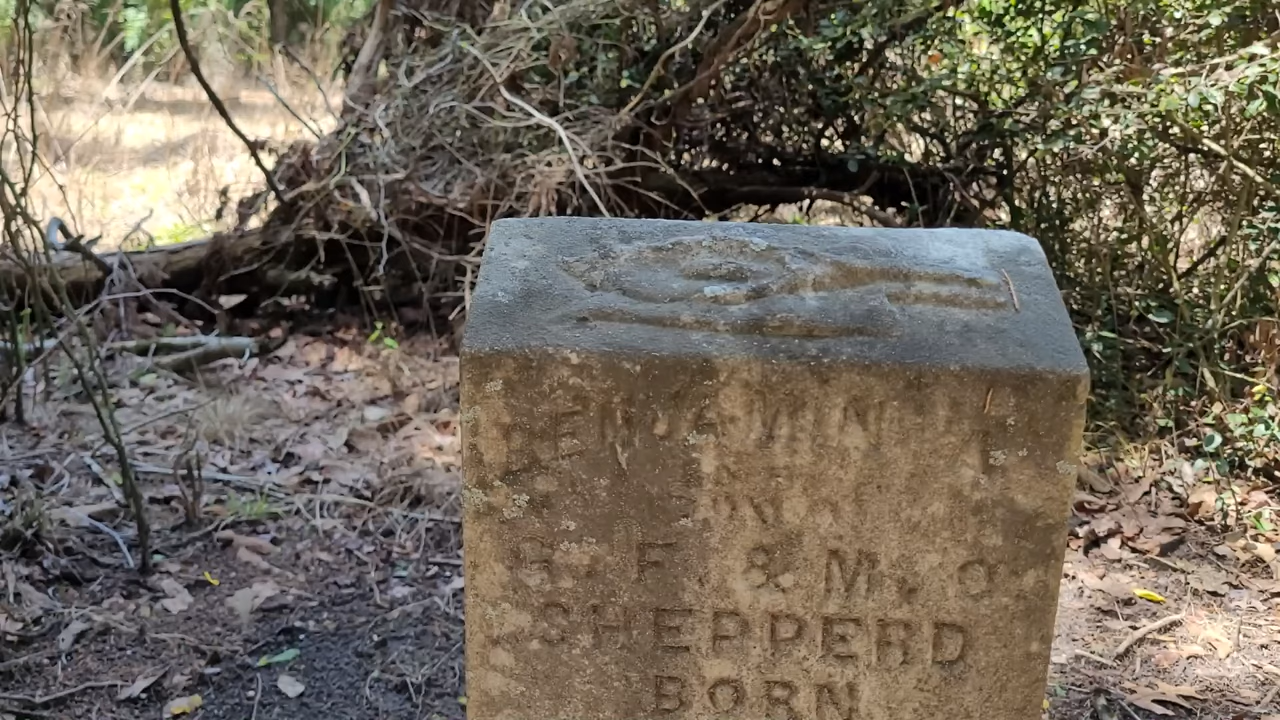 BENJAMIN
SON OF
B. F. & M. O
SHEPPERD
BORN